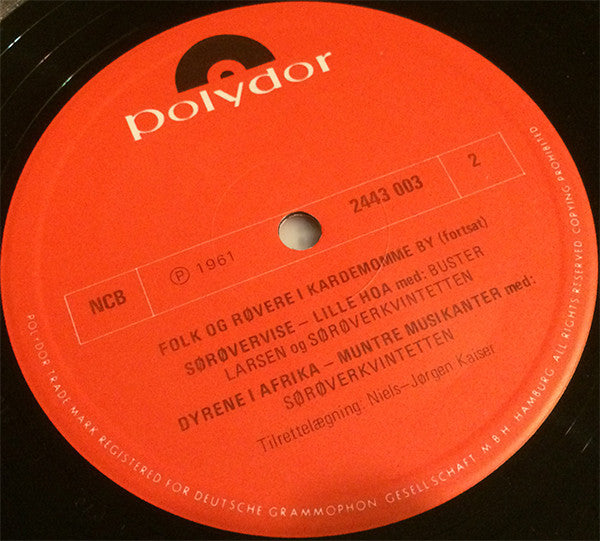 polydor
NCB
℗ 1961
2443 003
2
FOLK OG RØVERE I KARDEMOMME BY (fortsat)
SØRØVERVISE – LILLE HOA med: BUSTER
LARSEN og SØRØVERKVINTETTEN
DYRENE I AFRIKA – MUNTRE MUSIKANTER med:
SØRØVERKVINTETTEN
Tilrettelægning: Niels–Jørgen Kaiser
POLYDOR TRADE MARK REGISTERED FOR DEUTSCHE GRAMMOPHON GESELLSCHAFT M.B.H. HAMBURG. ALL RIGHTS RESERVED. COPYING PROHIBITED